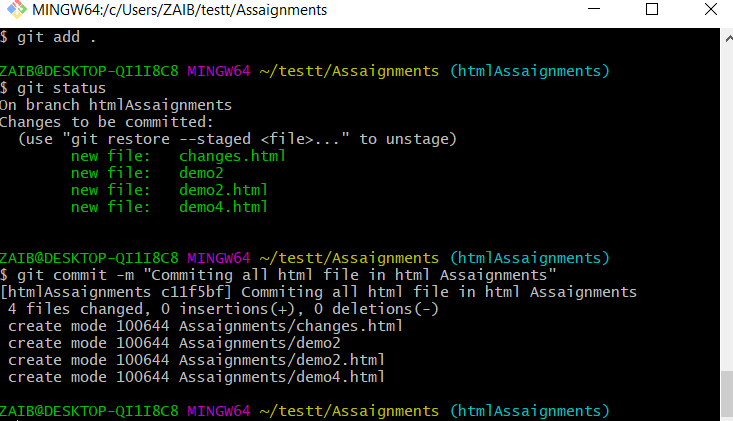 MINGW64:/c/Users/ZAIB/testt/Assaignments
$ git add .
ZAIB@DESKTOP-QI1I8C8 MINGW64 ~/testt/Assaignments (htmlAssaignments)
$ git status
On branch htmlAssaignments
Changes to be committed:
  (use "git restore --staged <file>..." to unstage)
        new file:   changes.html
        new file:   demo2
        new file:   demo2.html
        new file:   demo4.html
ZAIB@DESKTOP-QI1I8C8 MINGW64 ~/testt/Assaignments (htmlAssaignments)
$ git commit -m "Commiting all html file in html Assaignments"
[htmlAssaignments c11f5bf] Commiting all html file in html Assaignments
 4 files changed, 0 insertions(+), 0 deletions(-)
 create mode 100644 Assaignments/changes.html
 create mode 100644 Assaignments/demo2
 create mode 100644 Assaignments/demo2.html
 create mode 100644 Assaignments/demo4.html
ZAIB@DESKTOP-QI1I8C8 MINGW64 ~/testt/Assaignments (htmlAssaignments)